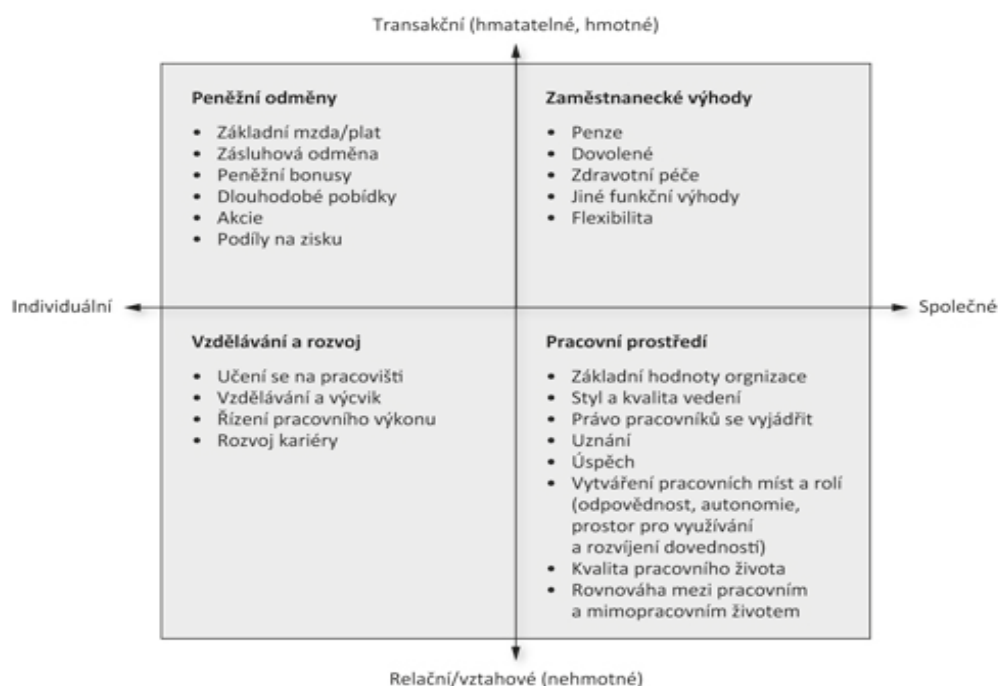 Transakční (hmatatelné, hmotné)
Peněžní odměny
• Základní mzda/plat
• Zásluhová odměna
• Peněžní bonusy
• Dlouhodobé pobídky
• Akcie
• Podíly na zisku
Zaměstnanecké výhody
• Penze
• Dovolené
• Zdravotní péče
• Jiné funkční výhody
• Flexibilita
Individuální
Společné
Vzdělávání a rozvoj
• Učení se na pracovišti
• Vzdělávání a výcvik
• Řízení pracovního výkonu
• Rozvoj kariéry
Pracovní prostředí
• Základní hodnoty orgnizace
• Styl a kvalita vedení
• Právo pracovníků se vyjádřit
• Uznání
• Úspěch
• Vytváření pracovních míst a rolí
(odpovědnost, autonomie,
prostor pro využívání
a rozvíjení dovedností)
• Kvalita pracovního života
• Rovnováha mezi pracovním
a mimopracovním životem
Relační/vztahové (nehmotné)